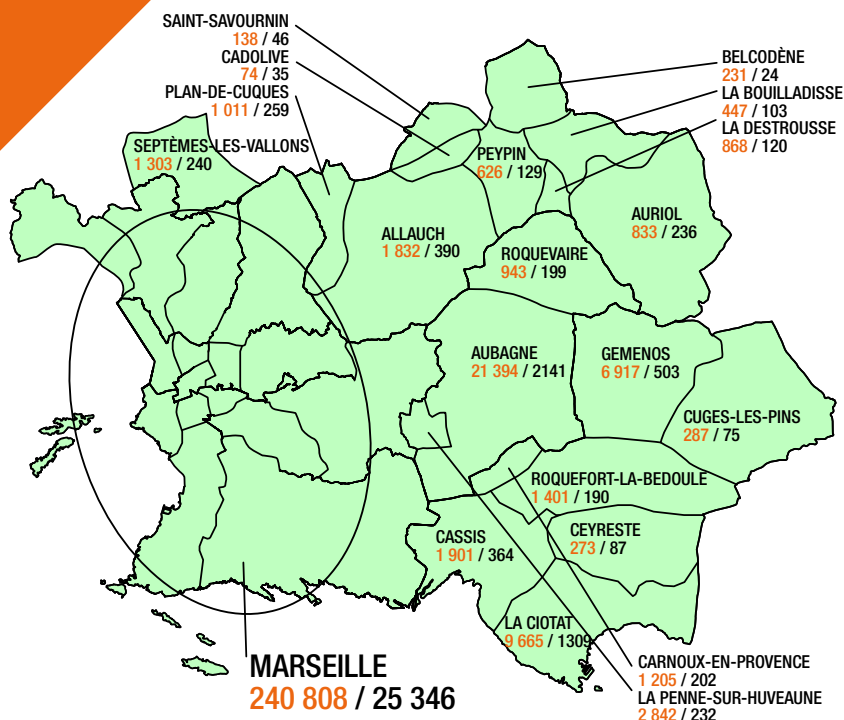 SAINT-SAVOURNIN
138 / 46
CADOLIVE
74 / 35
PLAN-DE-CUQUES
1 011 / 259
SEPTÈMES-LES-VALLONS
1 303 / 240
BELCODÈNE
231 / 24
LA BOUILLADISSE
447 / 103
LA DESTROUSSE
868 / 120
PEYPIN
626 / 129
AURIOL
833 / 236
ALLAUCH
1 832 / 390
ROQUEVAIRE
943 / 199
AUBAGNE
21 394 / 2141
GEMENOS
6 917 / 503
CUGES-LES-PINS
287 / 75
ROQUEFORT-LA-BEDOULE
1 401 / 190
CASSIS
1 901 / 364
CEYRESTE
273 / 87
LA CIOTAT
9 665 / 1309
MARSEILLE
240 808 / 25 346
CARNOUX-EN-PROVENCE
1 205 / 202
LA PENNE-SUR-HUVEAUNE
2 842 / 232